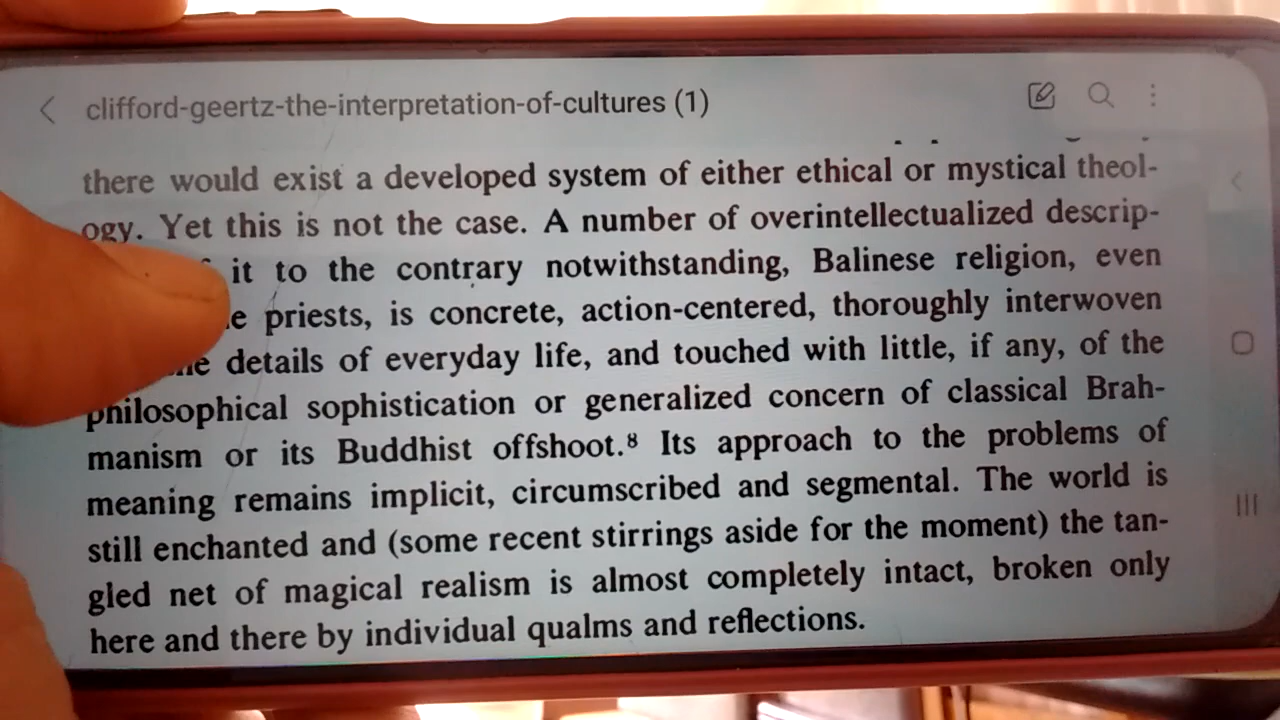 clifford-geertz-the-interpretation-of-cultures (1)
there would exist a developed system of either ethical or mystical theol-
ogy. Yet this is not the case. A number of overintellectualized descrip-
it to the contrary notwithstanding, Balinese religion, even
priests, is concrete, action-centered, thoroughly interwoven
details of everyday life, and touched with little, if any, of the
philosophical sophistication or generalized concern of classical Brah-
manism or its Buddhist offshoot.⁸ Its approach to the problems of
meaning remains implicit, circumscribed and segmental. The world is
still enchanted and (some recent stirrings aside for the moment) the tan-
gled net of magical realism is almost completely intact, broken only
here and there by individual qualms and reflections.